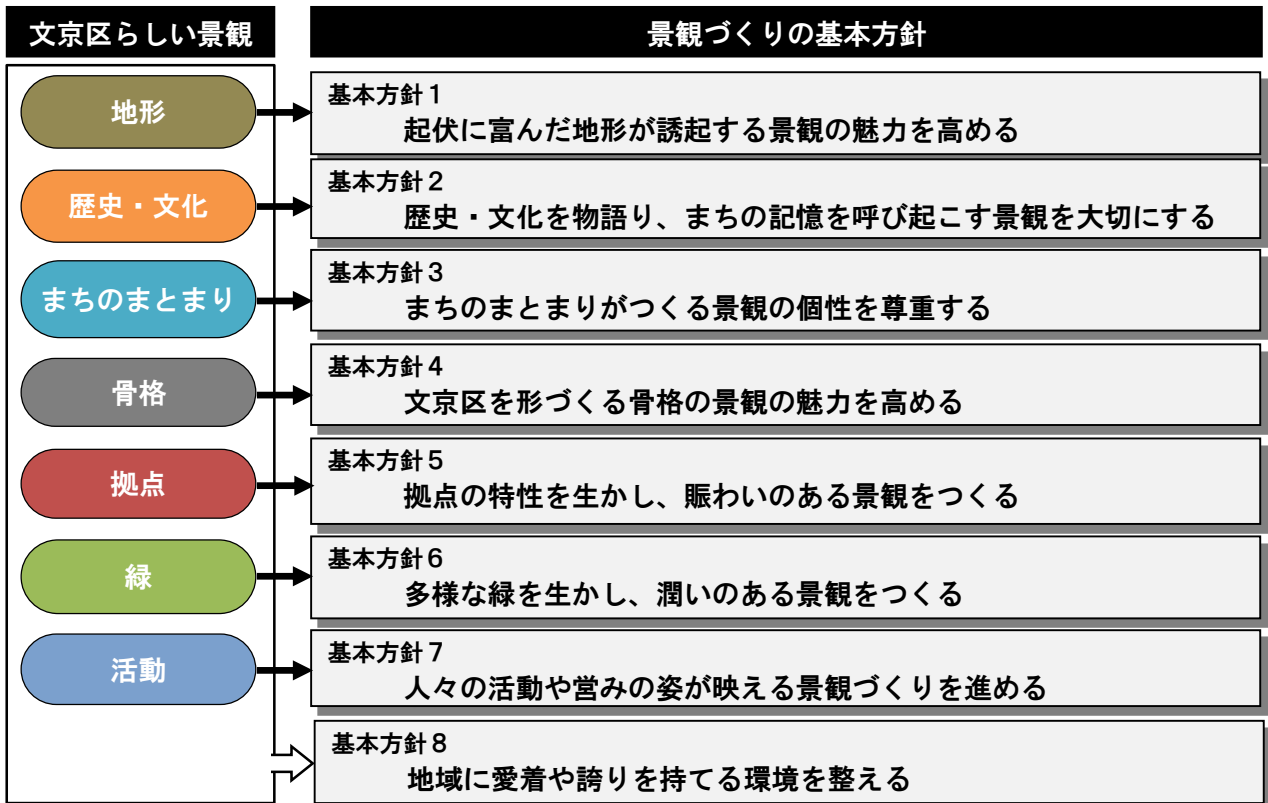 文京区らしい景観
景観づくりの基本方針
地形
基本方針1
起伏に富んだ地形が誘起する景観の魅力を高める
歴史・文化
基本方針2
歴史・文化を物語り、まちの記憶を呼び起こす景観を大切にする
まちのまとまり
基本方針3
まちのまとまりがつくる景観の個性を尊重する
骨格
基本方針4
文京区を形づくる骨格の景観の魅力を高める
拠点
基本方針5
拠点の特性を生かし、賑わいのある景観をつくる
緑
基本方針6
多様な緑を生かし、潤いのある景観をつくる
活動
基本方針7
人々の活動や営みの姿が映える景観づくりを進める
基本方針8
地域に愛着や誇りを持てる環境を整える